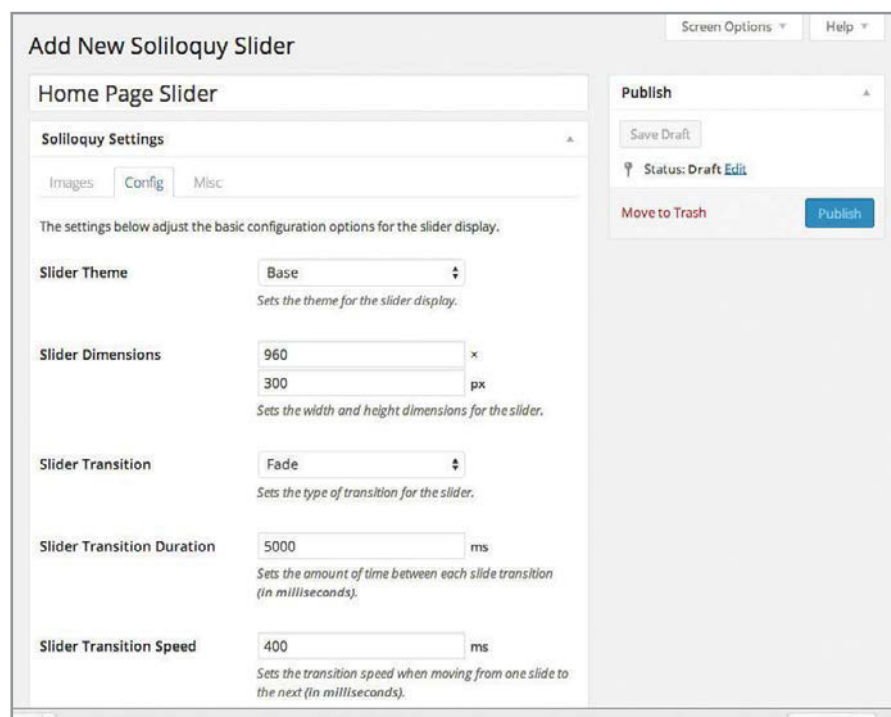 Screen Options ▼ Help ▼
Add New Soliloquy Slider
Home Page Slider
Soliloquy Settings
Images Config Misc
The settings below adjust the basic configuration options for the slider display.
Slider Theme Base
Sets the theme for the slider display.
Slider Dimensions 960 ×
300 px
Sets the width and height dimensions for the slider.
Slider Transition Fade
Sets the type of transition for the slider.
Slider Transition Duration 5000 ms
Sets the amount of time between each slide transition
(in milliseconds).
Slider Transition Speed 400 ms
Sets the transition speed when moving from one slide to
the next (in milliseconds).
Publish
Save Draft
Status: Draft Edit
Move to Trash Publish